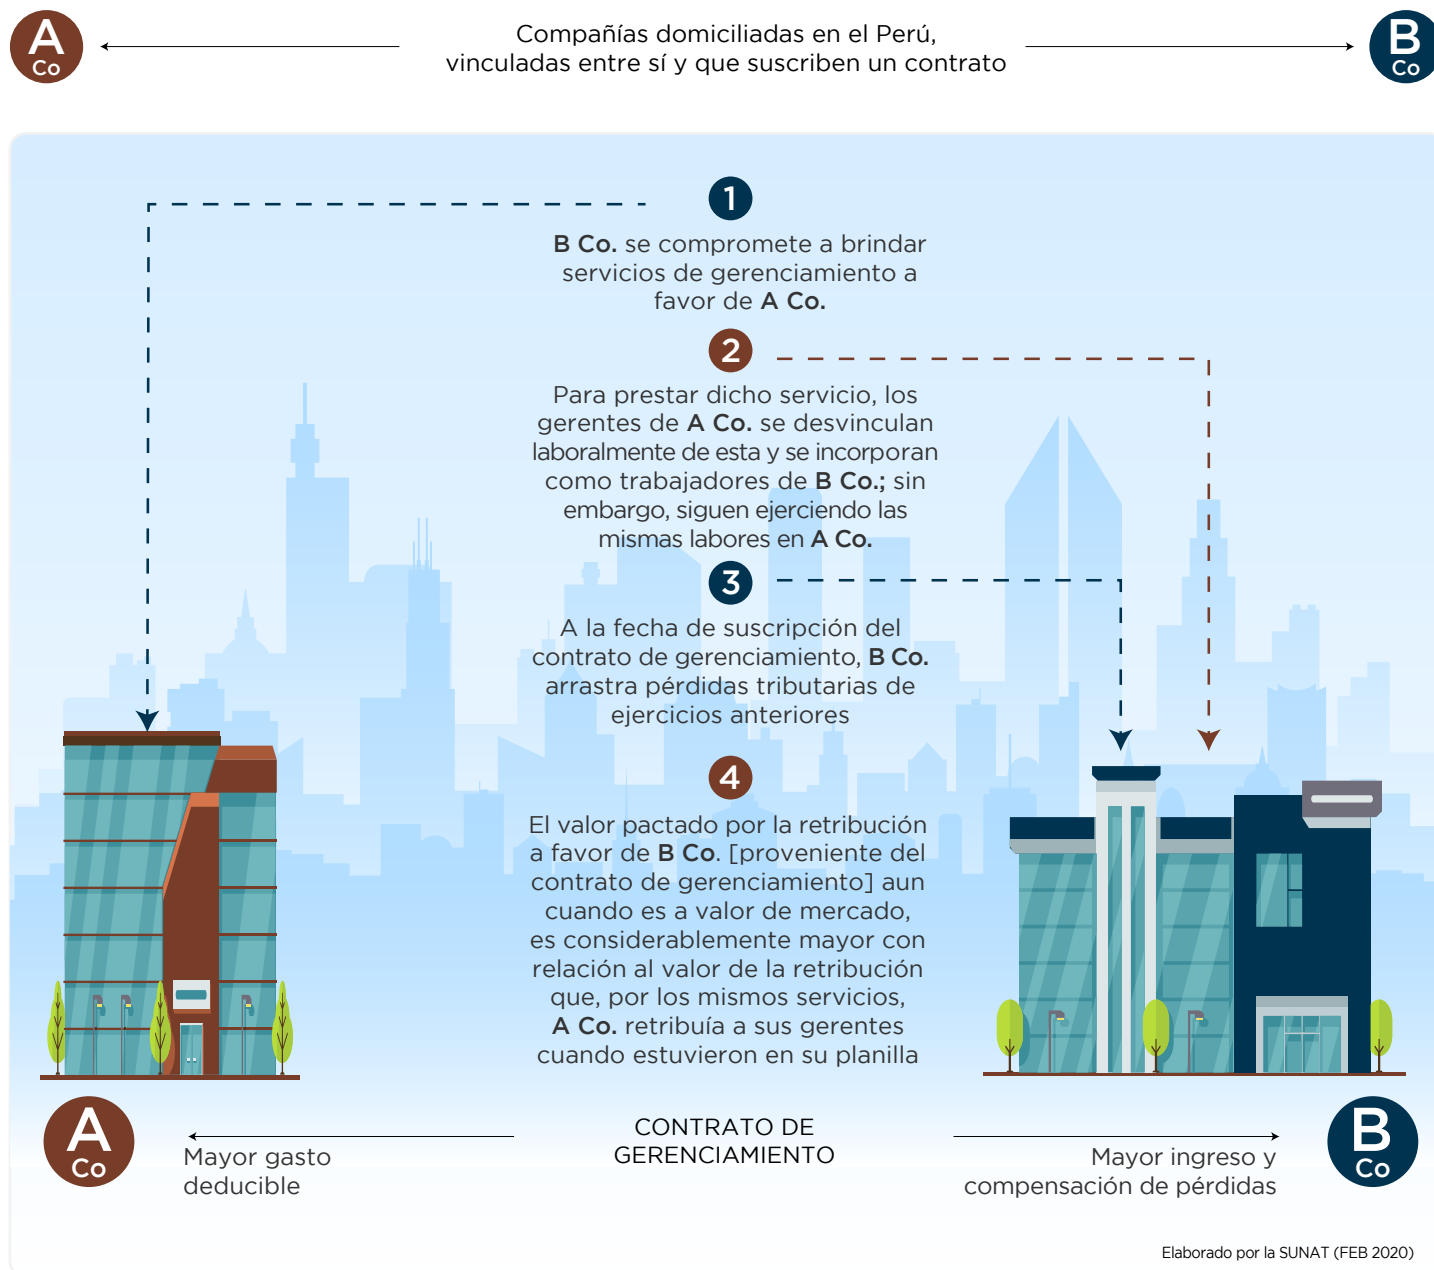 A
Co
Compañías domiciliadas en el Perú,
vinculadas entre sí y que suscriben un contrato
B
Co
1
B Co. se compromete a brindar
servicios de gerenciamiento a
favor de A Co.
2
Para prestar dicho servicio, los
gerentes de A Co. se desvinculan
laboralmente de esta y se incorporan
como trabajadores de B Co.; sin
embargo, siguen ejerciendo las
mismas labores en A Co.
3
A la fecha de suscripción del
contrato de gerenciamiento, B Co.
arrastra pérdidas tributarias de
ejercicios anteriores
4
El valor pactado por la retribución
a favor de B Co. [proveniente del
contrato de gerenciamiento] aun
cuando es a valor de mercado,
es considerablemente mayor con
relación al valor de la retribución
que, por los mismos servicios,
A Co. retribuía a sus gerentes
cuando estuvieron en su planilla
A
Co
Mayor gasto
deducible
CONTRATO DE
GERENCIAMIENTO
Mayor ingreso y
compensación de pérdidas
B
Co
Elaborado por la SUNAT (FEB 2020)